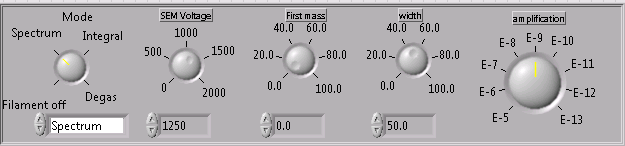 Mode
Spectrum
Integral
Filament off
Degas
Spectrum
SEM Voltage
1000
500
1500
0
2000
1250
First mass
40.0 60.0
20.0
80.0
0.0
100.0
0.0
width
40.0 60.0
20.0
80.0
0.0
100.0
50.0
amplification
E-9
E-8
E-10
E-7
E-11
E-6
E-12
E-5
E-13